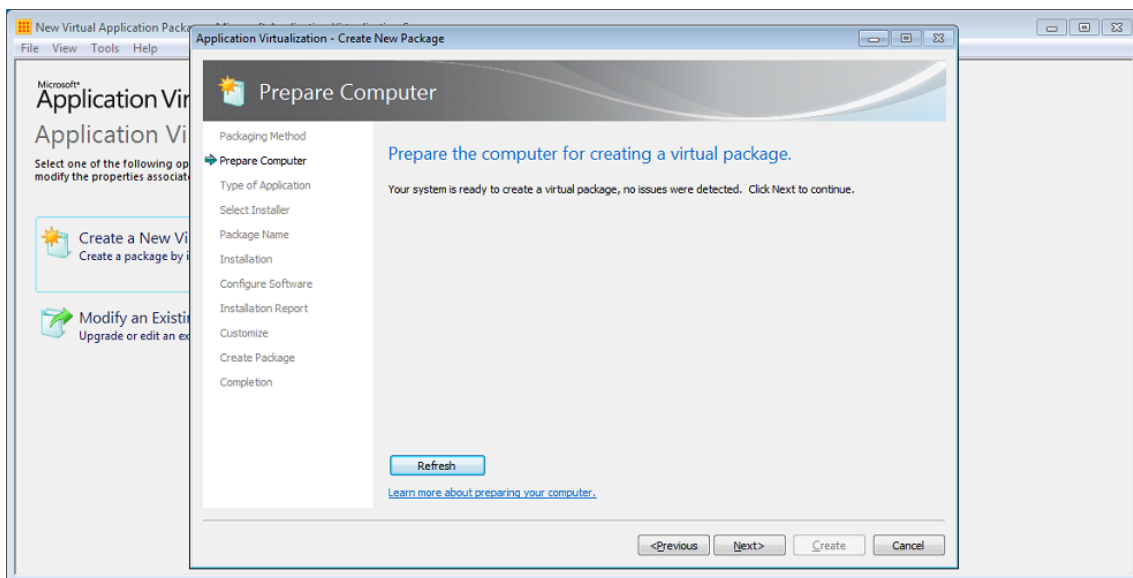 New Virtual Application Packa
File View Tools Help
Microsoft®
Application Vir
Application Vi
Select one of the following op
modify the properties associat
Create a New Vi
Create a package by i
Modify an Existin
Upgrade or edit an ex
Application Virtualization - Create New Package
Prepare Computer
Packaging Method
Prepare Computer
Type of Application
Select Installer
Package Name
Installation
Configure Software
Installation Report
Customize
Create Package
Completion
Prepare the computer for creating a virtual package.
Your system is ready to create a virtual package, no issues were detected. Click Next to continue.
Refresh
Learn more about preparing your computer.
<Previous Next> Create Cancel